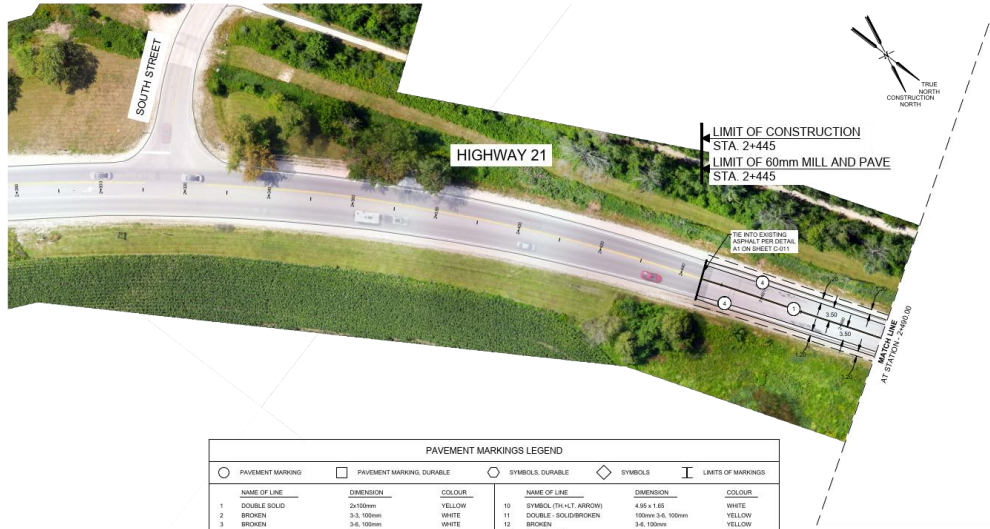 SOUTH STREET
HIGHWAY 21
LIMIT OF CONSTRUCTION
STA. 2+445
LIMIT OF 60mm MILL AND PAVE
STA. 2+445
TRUE
NORTH
CONSTRUCTION
NORTH
TIE INTO EXISTING
ASPHALT PER DETAIL
A1 ON SHEET C-011
4
4
1
3.50
3.50
MATCH LINE
AT STATION - 2+490.00
PAVEMENT MARKINGS LEGEND
PAVEMENT MARKING PAVEMENT MARKING, DURABLE SYMBOLS, DURABLE SYMBOLS LIMITS OF MARKINGS
NAME OF LINE DIMENSION COLOUR NAME OF LINE DIMENSION COLOUR
1 DOUBLE SOLID 2x100mm YELLOW 10 SYMBOL (TH.+LT. ARROW) 4.95 x 1.65 WHITE
2 BROKEN 3-3, 100mm WHITE 11 DOUBLE - SOLID/BROKEN 100mm 3-6, 100mm YELLOW
3 BROKEN 3-6, 100mm WHITE 12 BROKEN 3-6, 100mm YELLOW